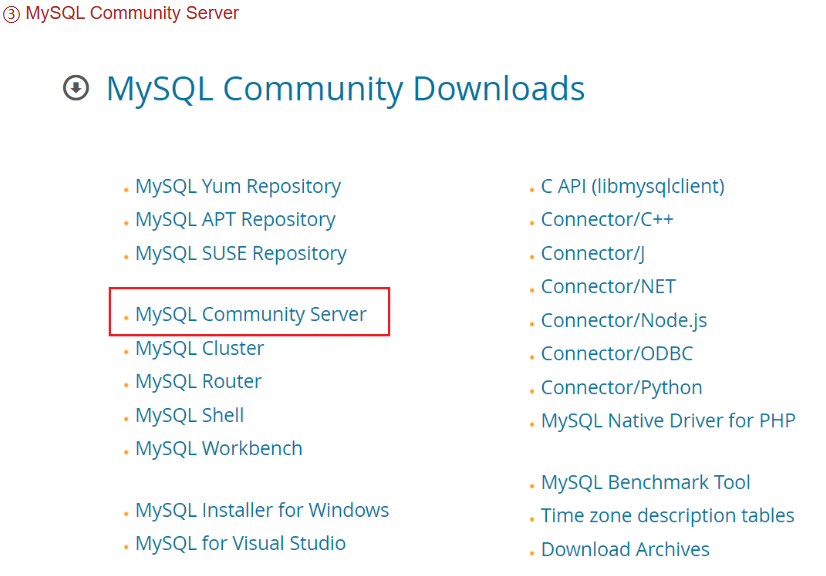 ③ MySQL Community Server
MySQL Community Downloads
MySQL Yum Repository
MySQL APT Repository
MySQL SUSE Repository
MySQL Community Server
MySQL Cluster
MySQL Router
MySQL Shell
MySQL Workbench
MySQL Installer for Windows
MySQL for Visual Studio
C API (libmysqlclient)
Connector/C++
Connector/J
Connector/NET
Connector/Node.js
Connector/ODBC
Connector/Python
MySQL Native Driver for PHP
MySQL Benchmark Tool
Time zone description tables
Download Archives